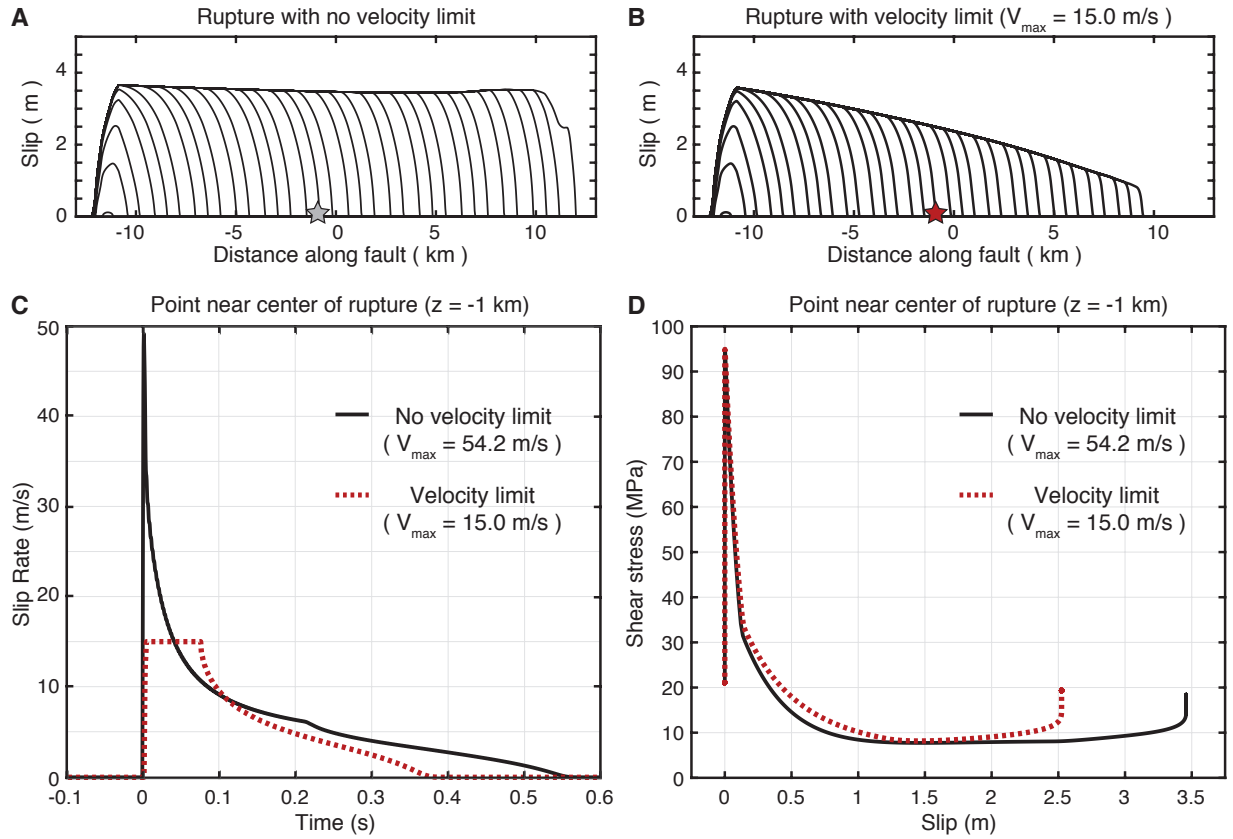 A
Rupture with no velocity limit
Slip ( m )
4
2
0
-10
-5
0
5
10
Distance along fault ( km )
B
Rupture with velocity limit (Vmax = 15.0 m/s )
Slip ( m )
4
2
0
-10
-5
0
5
10
Distance along fault ( km )
C
Point near center of rupture (z = -1 km)
Slip Rate (m/s)
50
40
30
20
10
0
-0.1
0
0.1
0.2
0.3
0.4
0.5
0.6
Time (s)
No velocity limit
( Vmax = 54.2 m/s )
Velocity limit
( Vmax = 15.0 m/s )
D
Point near center of rupture (z = -1 km)
Shear stress (MPa)
100
90
80
70
60
50
40
30
20
10
0
0
0.5
1.0
1.5
2.0
2.5
3.0
3.5
Slip (m)
No velocity limit
( Vmax = 54.2 m/s )
Velocity limit
( Vmax = 15.0 m/s )